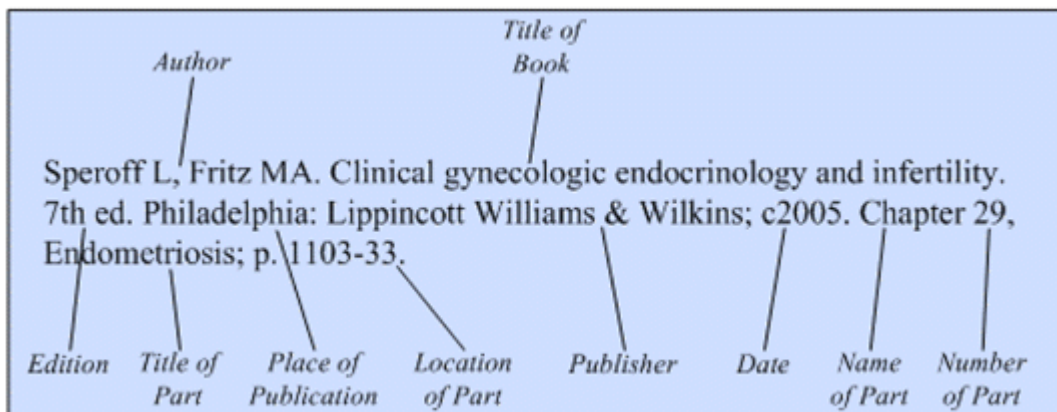 Title of
Author Book
Speroff L, Fritz MA. Clinical gynecologic endocrinology and infertility.
7th ed. Philadelphia: Lippincott Williams & Wilkins; c2005. Chapter 29,
Endometriosis; p. 1103-33.
Edition Title of Place of Location Publisher Date Name Number
Part Publication of Part of Part of Part